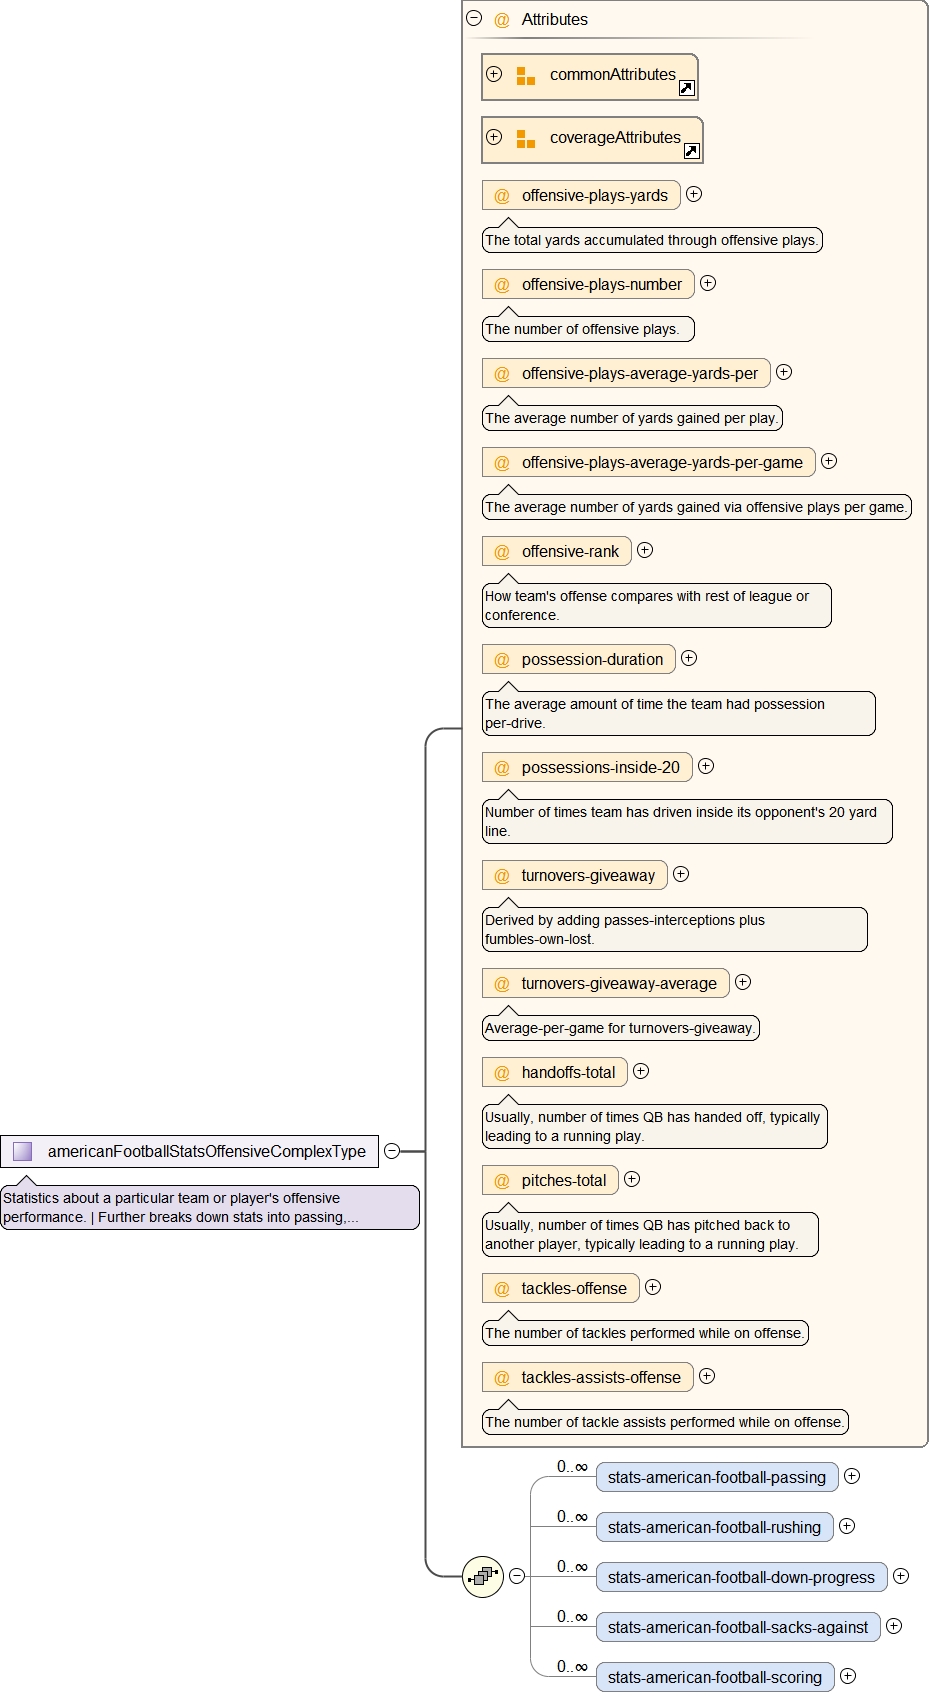 @ Attributes
commonAttributes
coverageAttributes
@ offensive-plays-yards
The total yards accumulated through offensive plays.
@ offensive-plays-number
The number of offensive plays.
@ offensive-plays-average-yards-per
The average number of yards gained per play.
@ offensive-plays-average-yards-per-game
The average number of yards gained via offensive plays per game.
@ offensive-rank
How team's offense compares with rest of league or
conference.
@ possession-duration
The average amount of time the team had possession
per-drive.
@ possessions-inside-20
Number of times team has driven inside its opponent's 20 yard
line.
@ turnovers-giveaway
Derived by adding passes-interceptions plus
fumbles-own-lost.
@ turnovers-giveaway-average
Average-per-game for turnovers-giveaway.
@ handoffs-total
Usually, number of times QB has handed off, typically
leading to a running play.
americanFootballStatsOffensiveComplexType
Statistics about a particular team or player's offensive
performance. | Further breaks down stats into passing,...
@ pitches-total
Usually, number of times QB has pitched back to
another player, typically leading to a running play.
@ tackles-offense
The number of tackles performed while on offense.
@ tackles-assists-offense
The number of tackle assists performed while on offense.
0..∞ stats-american-football-passing
0..∞ stats-american-football-rushing
0..∞ stats-american-football-down-progress
0..∞ stats-american-football-sacks-against
0..∞ stats-american-football-scoring